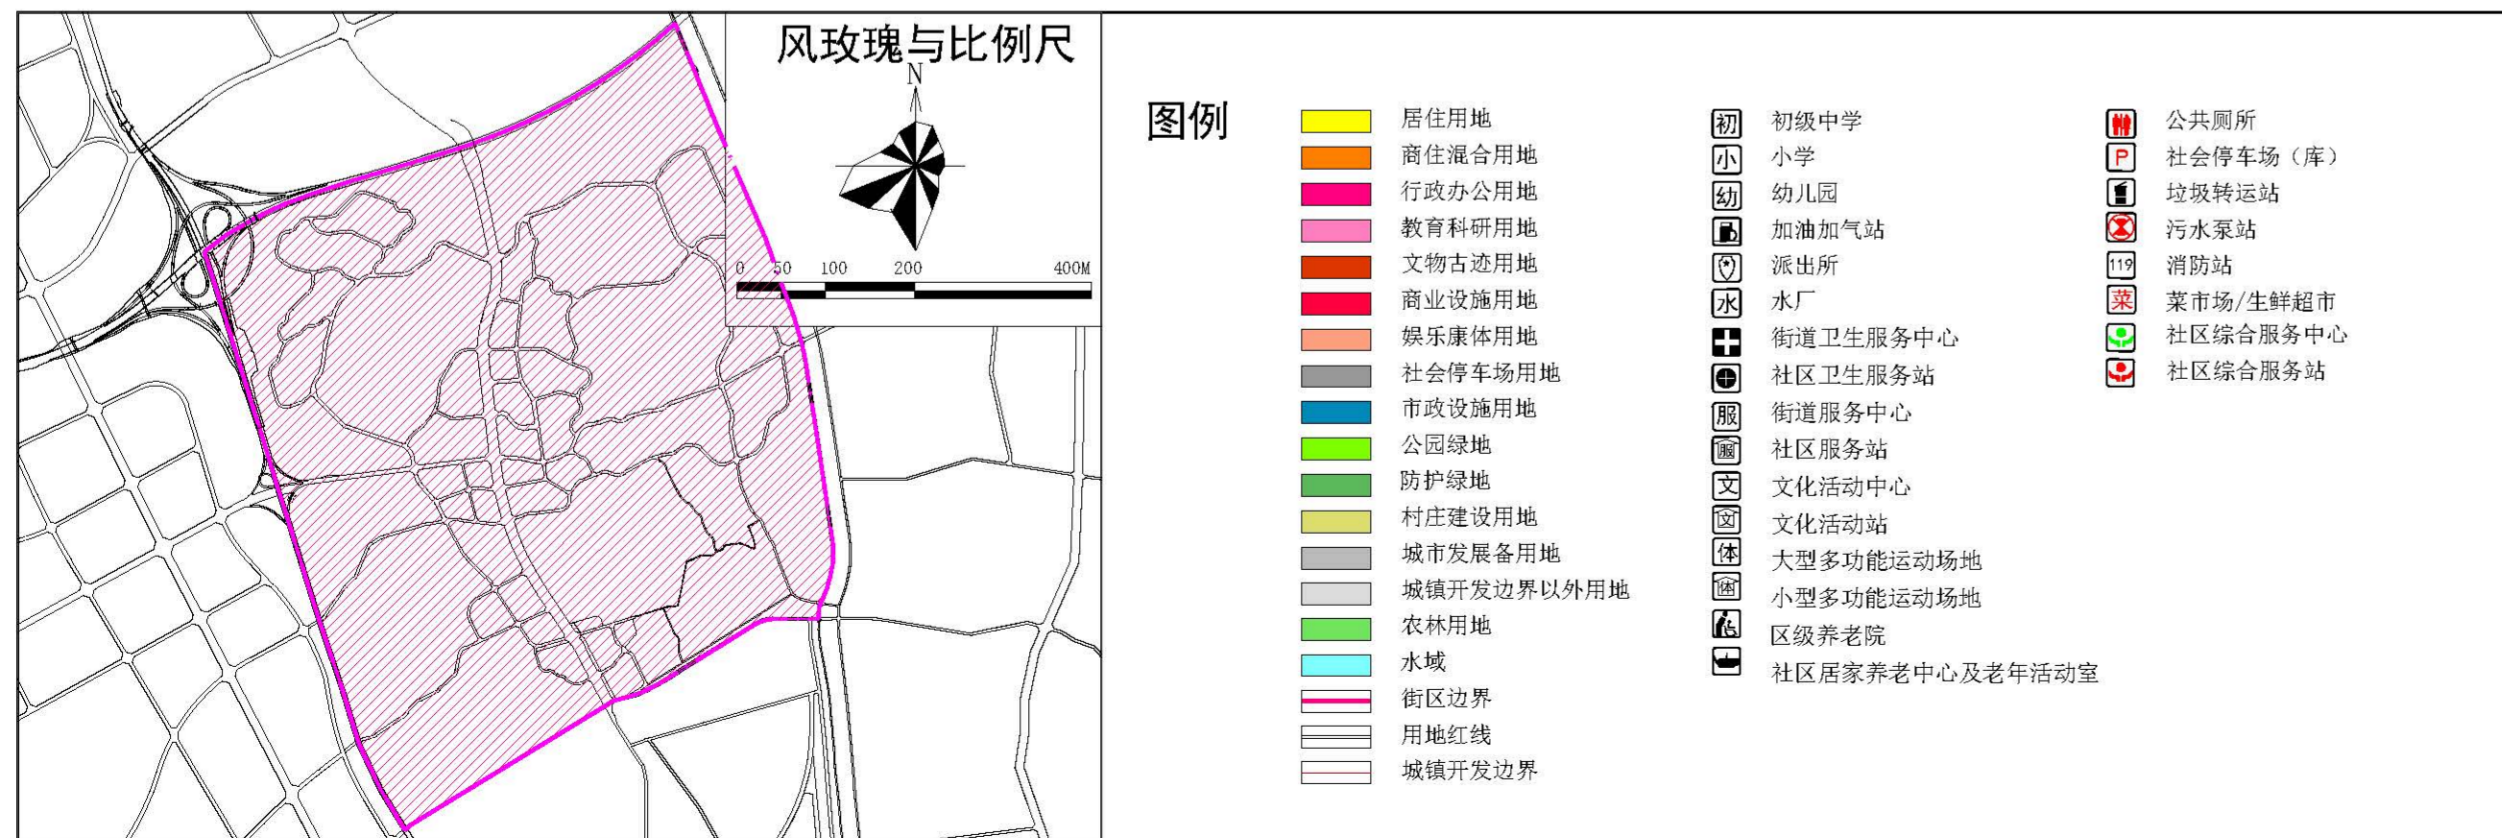 风玫瑰与比例尺
N
0 50 100 200 400M
图例
居住用地
商住混合用地
行政办公用地
教育科研用地
文物古迹用地
商业设施用地
娱乐康体用地
社会停车场用地
市政设施用地
公园绿地
防护绿地
村庄建设用地
城市发展备用地
城镇开发边界以外用地
农林用地
水域
街区边界
用地红线
城镇开发边界
初 初级中学
小 小学
幼 幼儿园
加油加气站
派出所
水 水厂
街道卫生服务中心
社区卫生服务站
服 街道服务中心
服 社区服务站
文 文化活动中心
文 文化活动站
体 大型多功能运动场地
体 小型多功能运动场地
区级养老院
社区居家养老中心及老年活动室
公共厕所
P 社会停车场（库）
垃圾转运站
污水泵站
119 消防站
菜 菜市场/生鲜超市
社区综合服务中心
社区综合服务站